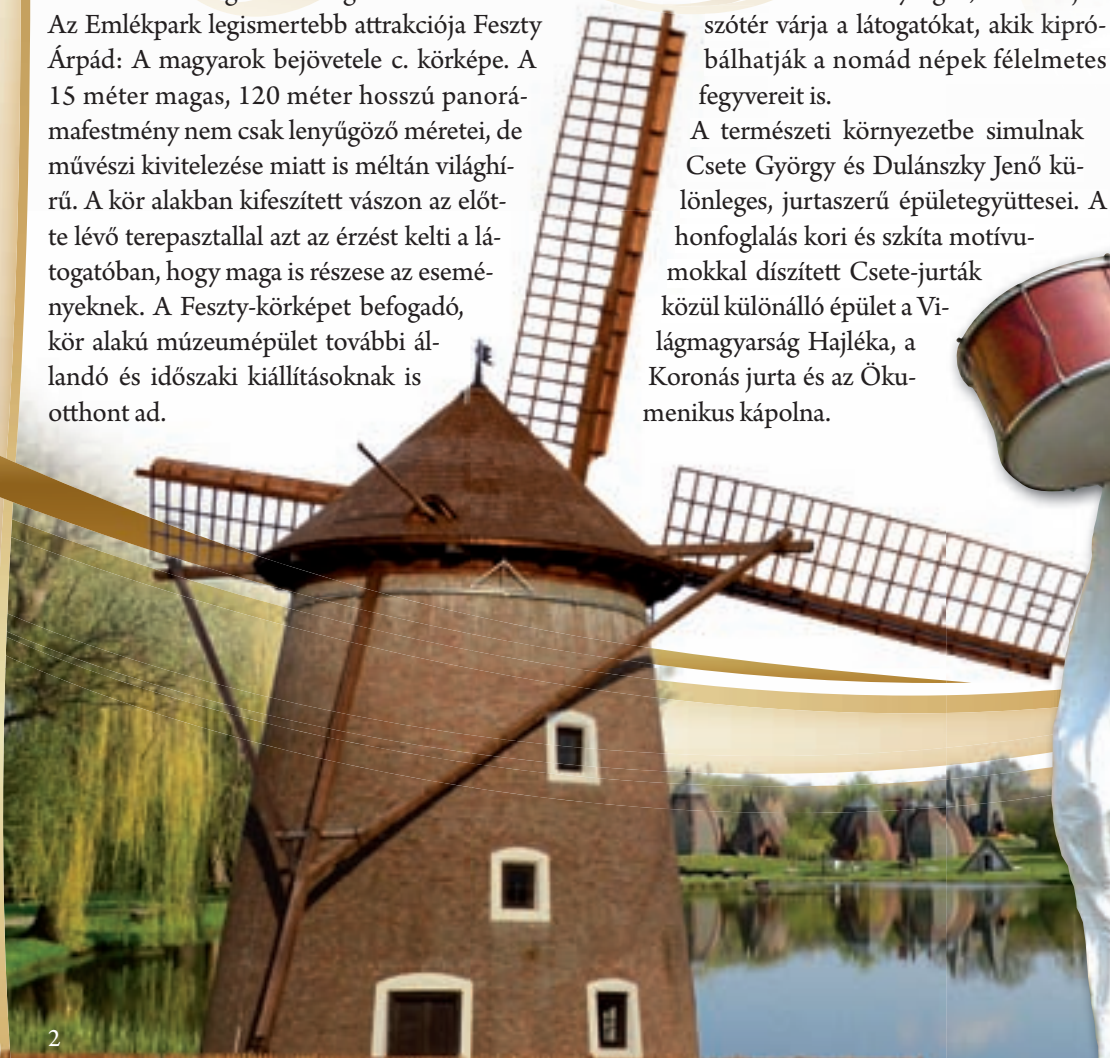 Az Emlékpark legismertebb attrakciója Feszty
Árpád: A magyarok bejövetele c. körképe. A
15 méter magas, 120 méter hosszú panorá-
mafestmény nem csak lenyűgöző méretei, de
művészi kivitelezése miatt is méltán világhí-
rű. A kör alakban kifeszített vászon az előt-
te lévő terepasztallal azt az érzést kelti a lá-
togatóban, hogy maga is részese az esemé-
nyeknek. A Feszty-körképet befogadó,
kör alakú múzeumépület további ál-
landó és időszaki kiállításoknak is
otthont ad.
szótér várja a látogatókat, akik kipró-
bálhatják a nomád népek félelmetes
fegyvereit is.
A természeti környezetbe simulnak
Csete György és Dulánszky Jenő kü-
lönleges, jurtaszerű épületegyüttesei. A
honfoglalás kori és szkíta motívu-
mokkal díszített Csete-jurták
közül különálló épület a Vi-
lágmagyarság Hajléka, a
Koronás jurta és az Öku-
menikus kápolna.
2